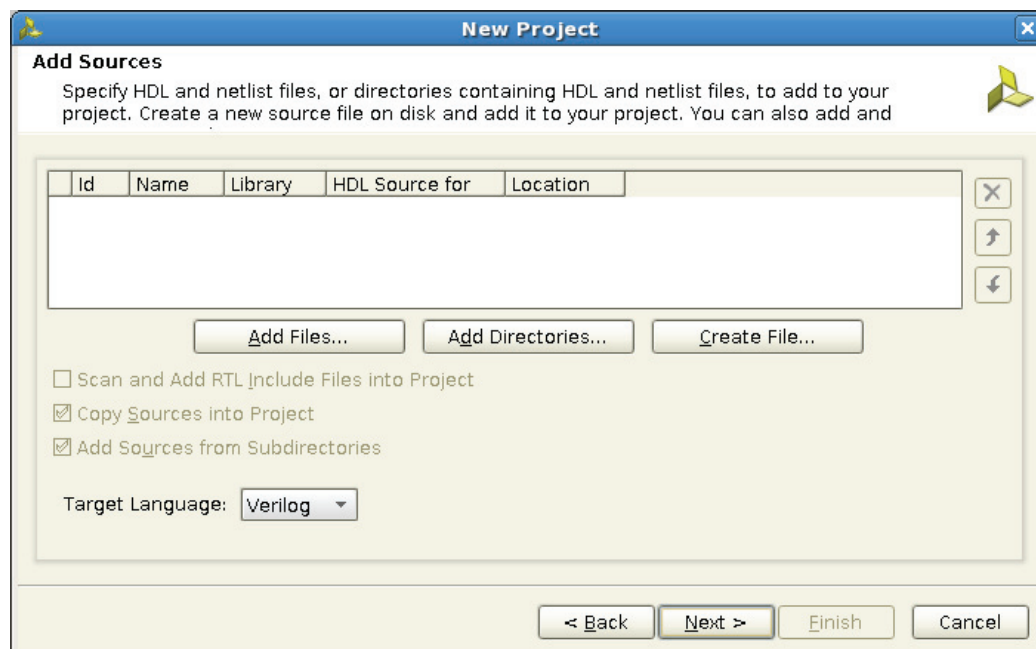 New Project
Add Sources
Specify HDL and netlist files, or directories containing HDL and netlist files, to add to your
project. Create a new source file on disk and add it to your project. You can also add and
Id Name Library HDL Source for Location
Add Files... Add Directories... Create File...
Scan and Add RTL Include Files into Project
Copy Sources into Project
Add Sources from Subdirectories
Target Language: Verilog
< Back Next > Finish Cancel